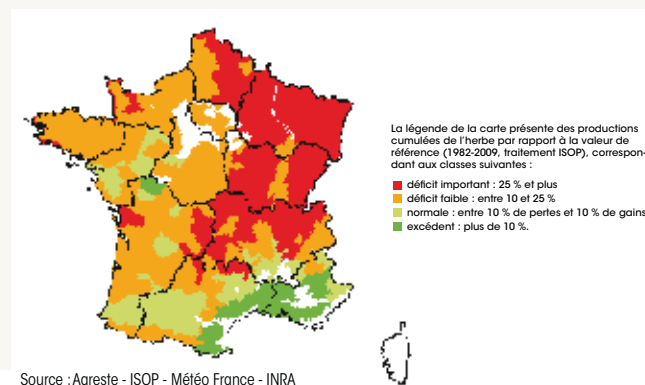 La légende de la carte présente des productions
cumulées de l'herbe par rapport à la valeur de
référence (1982-2009, traitement ISOP), correspon-
dant aux classes suivantes :
déficit important : 25 % et plus
déficit faible : entre 10 et 25 %
normale : entre 10 % de pertes et 10 % de gains
excédent : plus de 10 %.
Source : Agreste - ISOP - Météo France - INRA